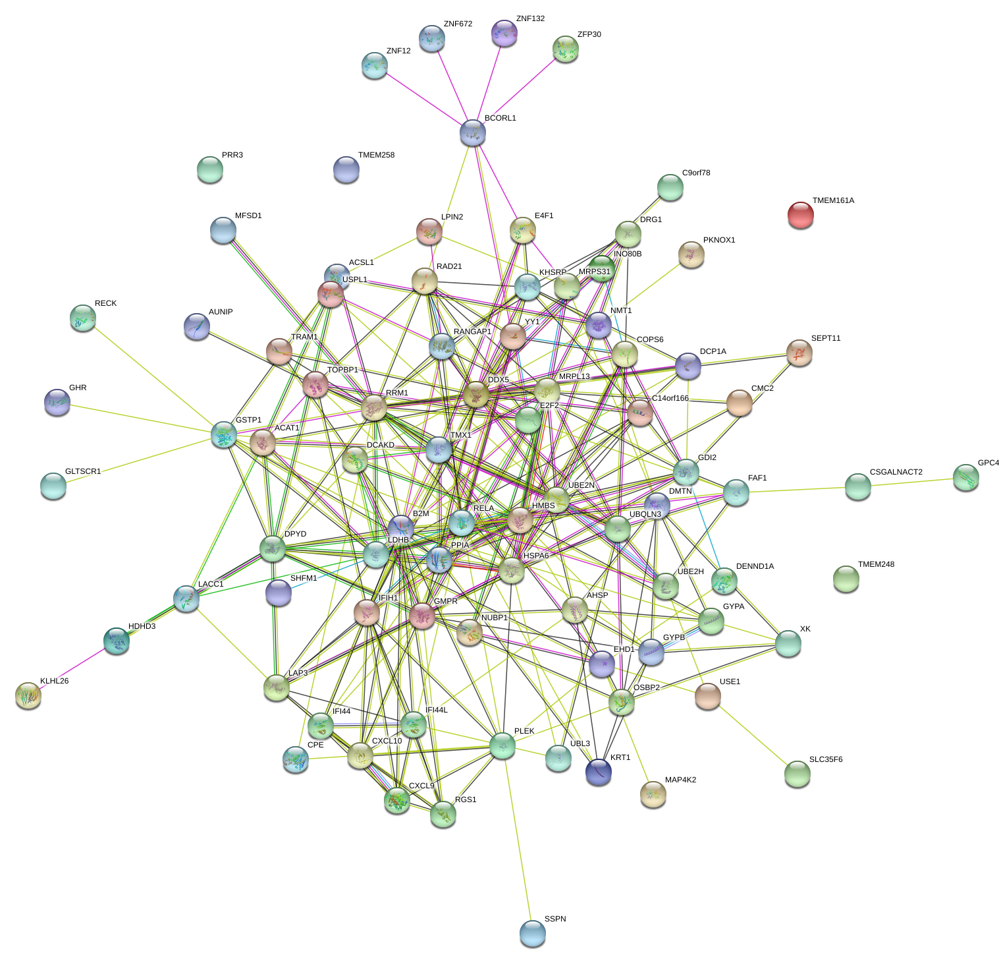 ZNF132
ZNF672
ZFP30
ZNF12
BCORL1
PRR3
TMEM258
C9orf78
TMEM161A
MFSD1
LPIN2
E4F1
DRG1
PKNOX1
INO80B
ACSL1
RAD21
KHSRP
MRPS31
USPL1
RECK
AUNIP
NMT1
YY1
RANGAP1
TRAM1
COPS6
DCP1A
SEPT11
TOPBP1
DDX5
MRPL13
GHR
RRM1
E2F2
C14orf166
CMC2
GSTP1
ACAT1
TMX1
DCAKD
GDI2
GLTSCR1
FAF1
CSGALNACT2
GPC4
UBE2N
DMTN
HMBS
B2M
RELA
UBQLN3
DPYD
LDHB
PPIA
HSPA6
TMEM248
SHFM1
UBE2H
DENND1A
LACC1
IFIH1
GMPR
AHSP
GYPA
HDHD3
NUBP1
GYPB
XK
EHD1
KLHL26
LAP3
OSBP2
USE1
IFI44
IFI44L
CPE
CXCL10
PLEK
UBL3
KRT1
SLC35F6
CXCL9
RGS1
MAP4K2
SSPN